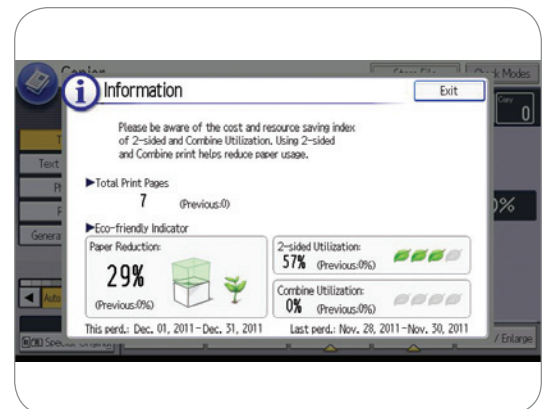 Copier
Check Modes
Information
Exit
Copy
0
Please be aware of the cost and
resource saving index
of 2-sided and Combine Utilization.
Using 2-sided
and Combine print helps reduce paper usage.
▶Total Print Pages
7 (Previous:0)
▶Eco-friendly Indicator
Paper Reduction:
29%
(Previous:0%)
2-sided Utilization:
57% (Previous:0%)
Combine Utilization:
0% (Previous:0%)
This perd.: Dec. 01, 2011-Dec. 31, 2011
Last perd.: Nov. 28, 2011-Nov. 30, 2011
Text
Genera
Auto
0%
/ Enlarge